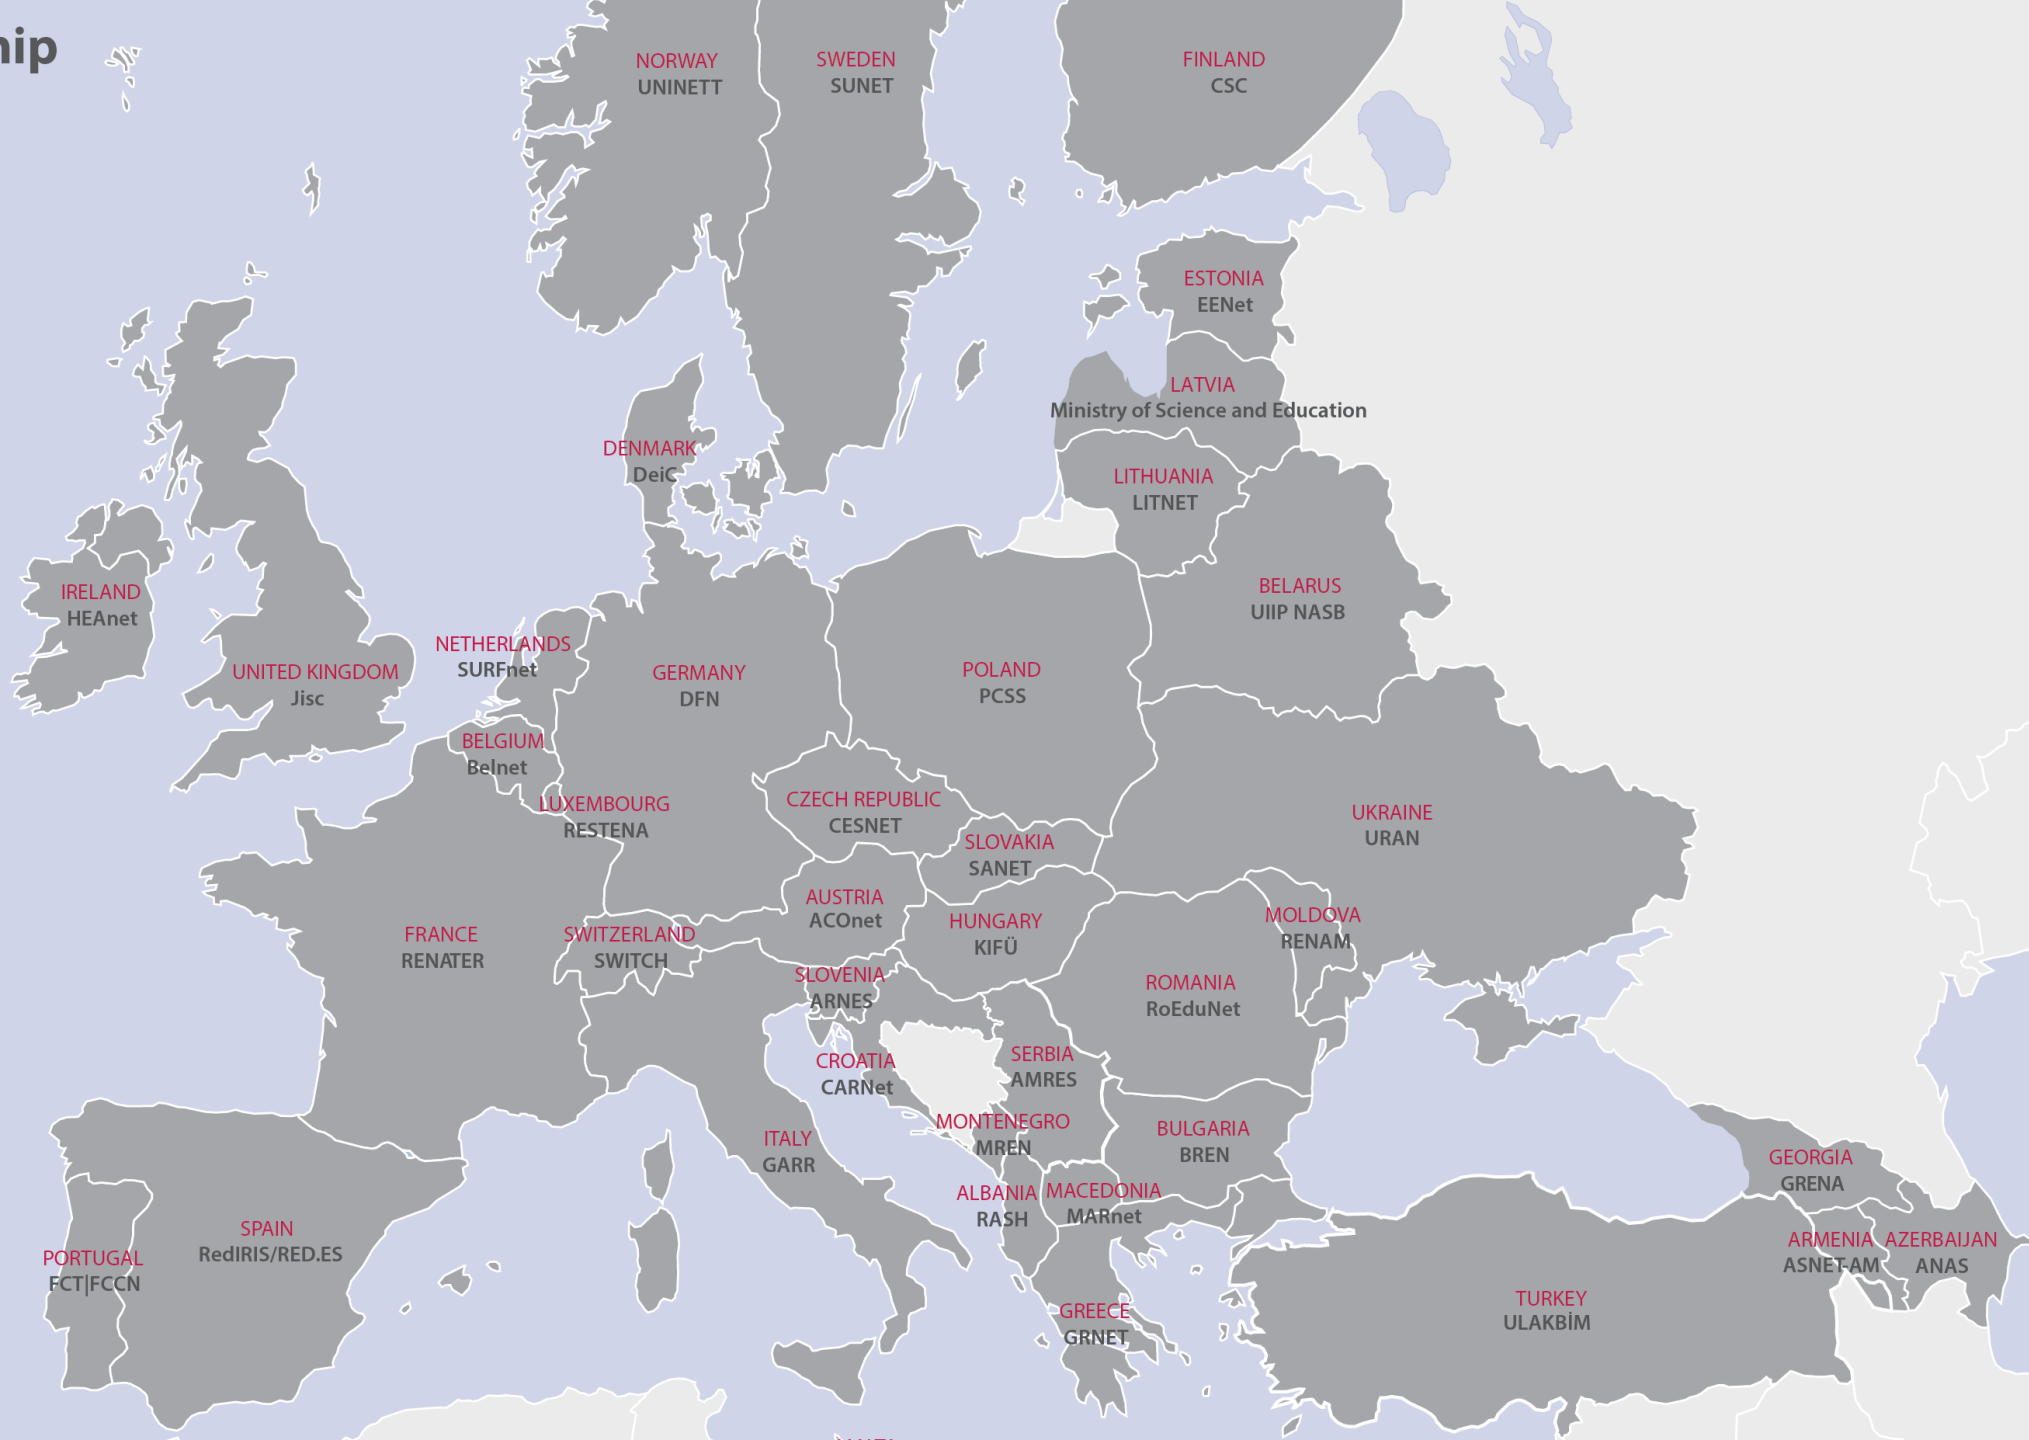 hip
NORWAY
UNINETT
SWEDEN
SUNET
FINLAND
CSC
ESTONIA
EENet
LATVIA
Ministry of Science and Education
DENMARK
DeiC
LITHUANIA
LITNET
IRELAND
HEAnet
BELARUS
UIIP NASB
NETHERLANDS
SURFnet
UNITED KINGDOM
Jisc
GERMANY
DFN
POLAND
PCSS
BELGIUM
Belnet
LUXEMBOURG
RESTENA
CZECH REPUBLIC
CESNET
UKRAINE
URAN
SLOVAKIA
SANET
AUSTRIA
ACOnet
HUNGARY
KIFÜ
MOLDOVA
RENAM
FRANCE
RENATER
SWITZERLAND
SWITCH
SLOVENIA
ARNES
ROMANIA
RoEduNet
CROATIA
CARNet
SERBIA
AMRES
MONTENEGRO
MREN
BULGARIA
BREN
ITALY
GARR
GEORGIA
GRENA
ALBANIA
RASH
MACEDONIA
MARnet
SPAIN
RedIRIS/RED.ES
PORTUGAL
FCT|FCCN
ARMENIA
ASNET-AM
AZERBAIJAN
ANAS
GREECE
GRNET
TURKEY
ULAKBİM